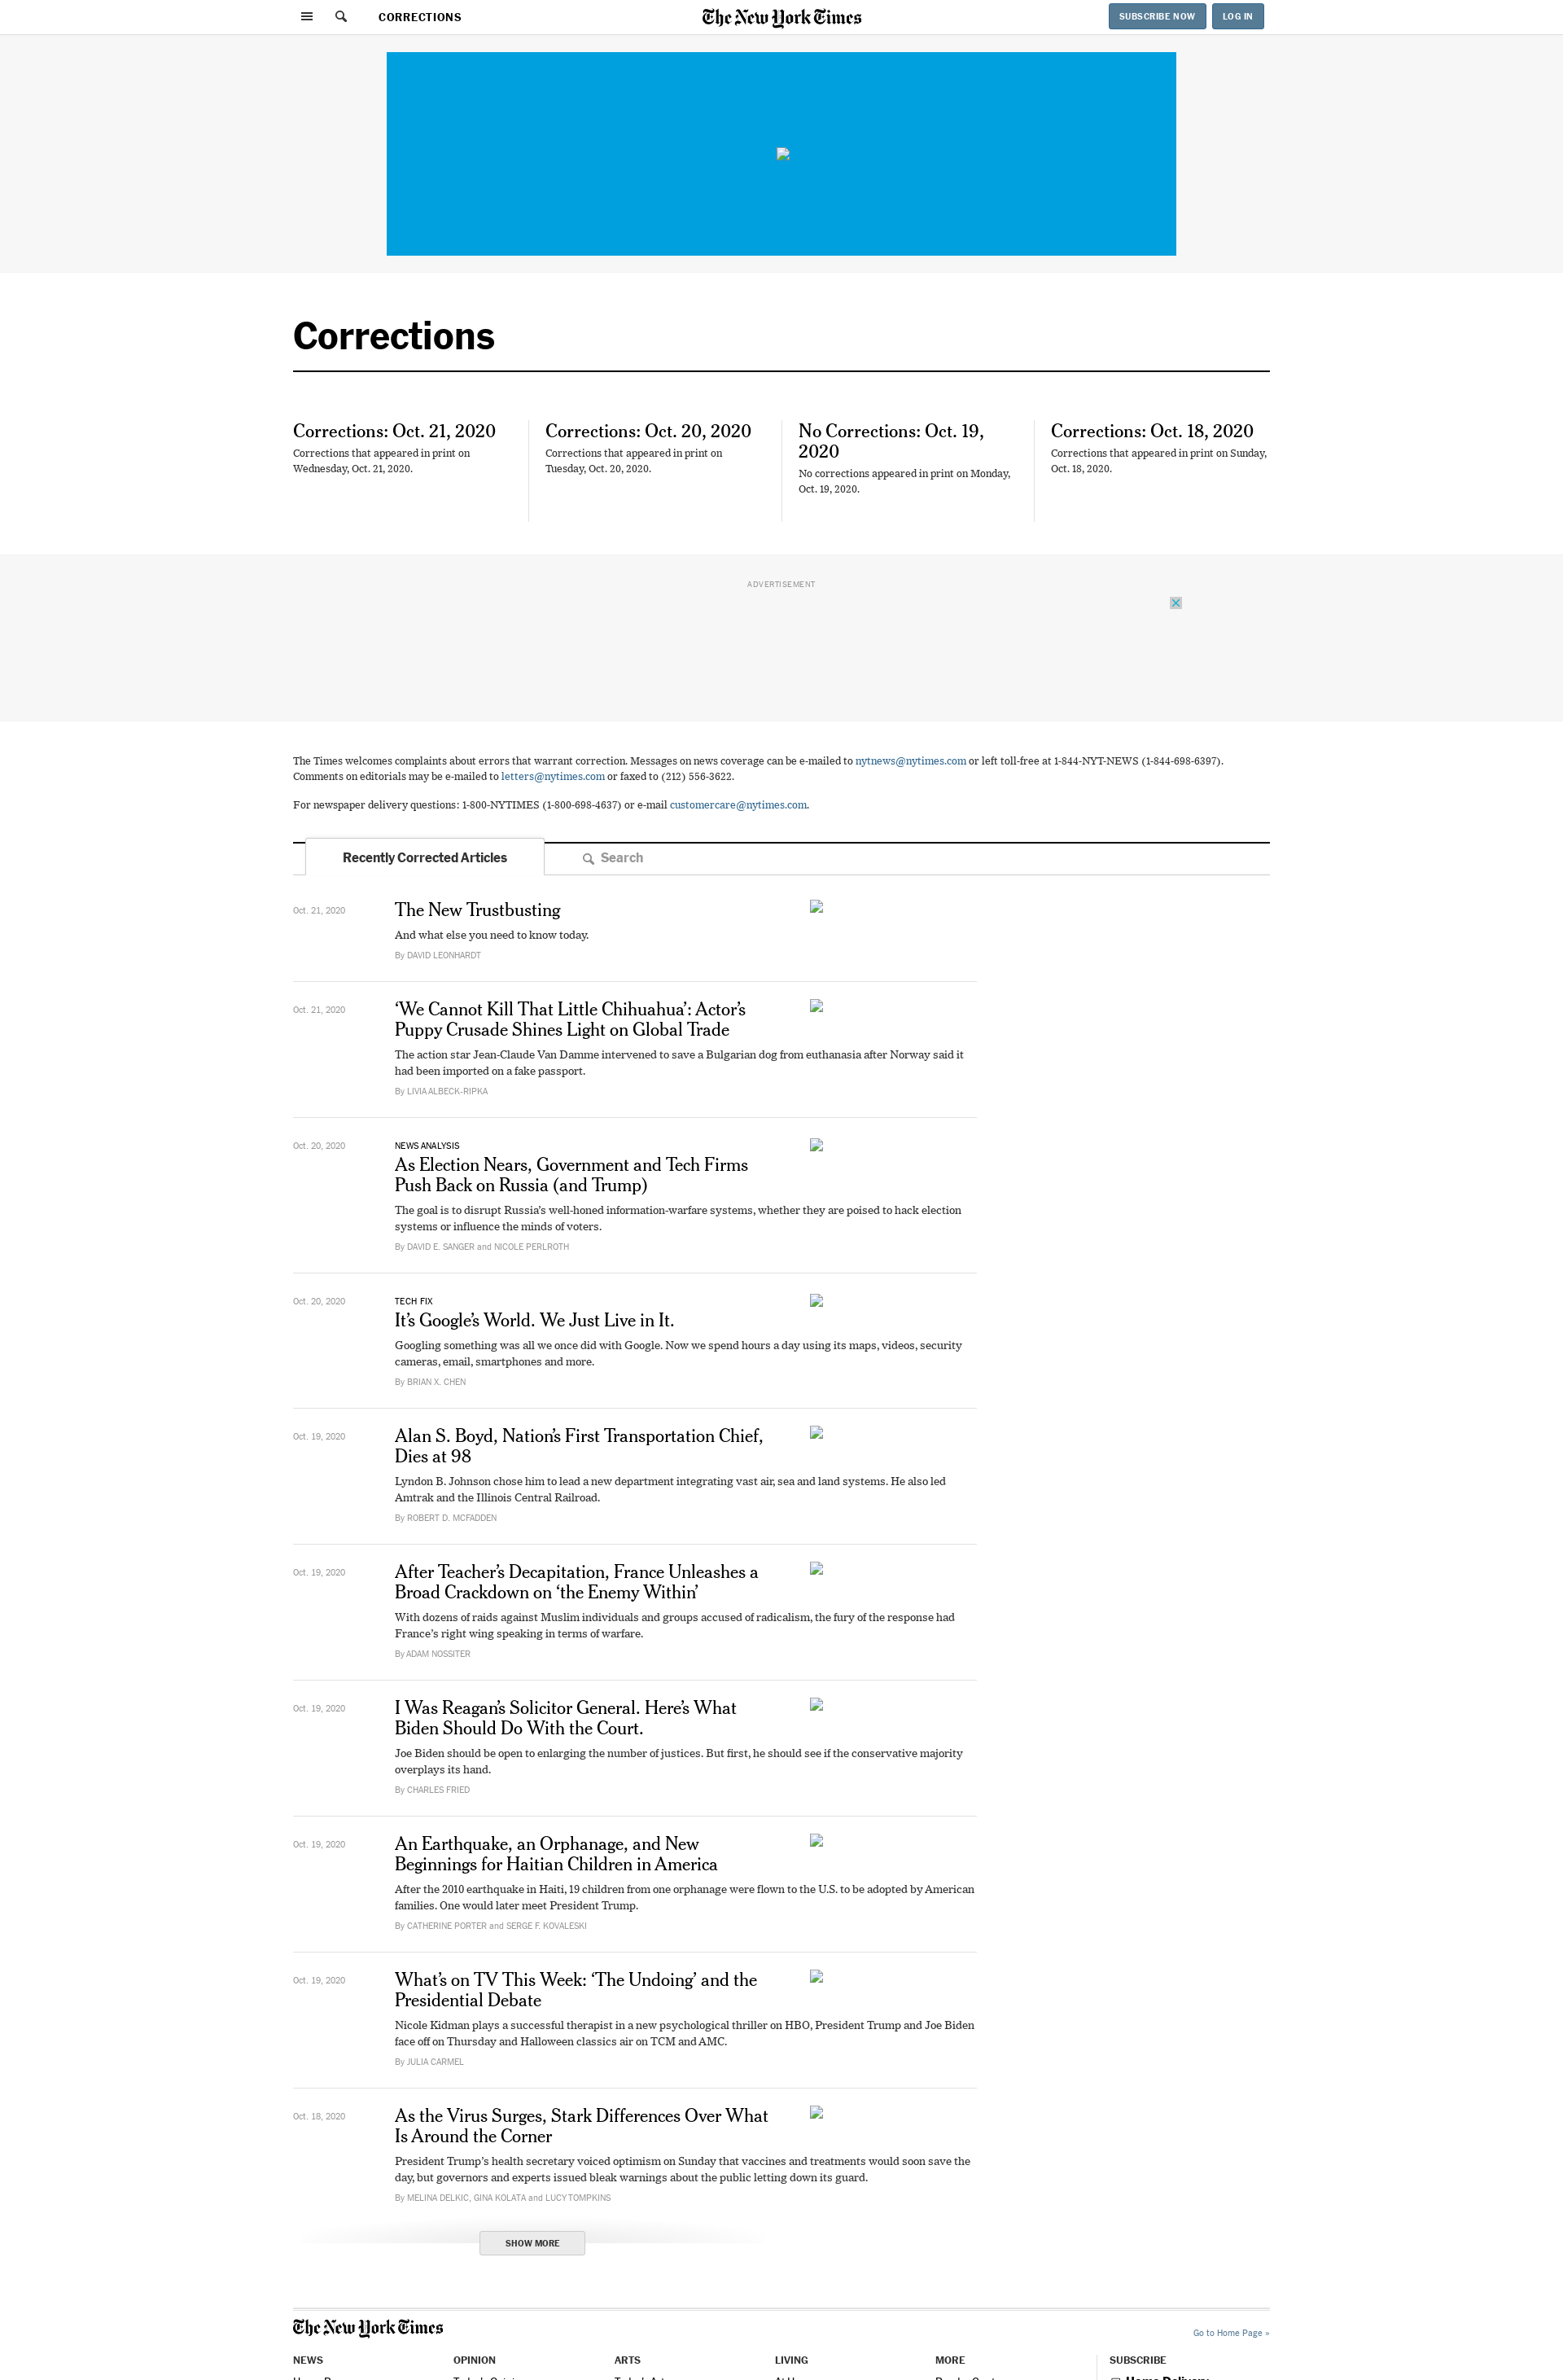 CORRECTIONS
The New York Times
SUBSCRIBE NOW
LOG IN
Corrections
Corrections: Oct. 21, 2020
Corrections that appeared in print on
Wednesday, Oct. 21, 2020.
Corrections: Oct. 20, 2020
Corrections that appeared in print on
Tuesday, Oct. 20, 2020.
No Corrections: Oct. 19,
2020
No corrections appeared in print on Monday,
Oct. 19, 2020.
Corrections: Oct. 18, 2020
Corrections that appeared in print on Sunday,
Oct. 18, 2020.
ADVERTISEMENT
The Times welcomes complaints about errors that warrant correction. Messages on news coverage can be e-mailed to nytnews@nytimes.com or left toll-free at 1-844-NYT-NEWS (1-844-698-6397).
Comments on editorials may be e-mailed to letters@nytimes.com or faxed to (212) 556-3622.
For newspaper delivery questions: 1-800-NYTIMES (1-800-698-4637) or e-mail customercare@nytimes.com.
Recently Corrected Articles
Search
Oct. 21, 2020
The New Trustbusting
And what else you need to know today.
By DAVID LEONHARDT
Oct. 21, 2020
‘We Cannot Kill That Little Chihuahua’: Actor’s
Puppy Crusade Shines Light on Global Trade
The action star Jean-Claude Van Damme intervened to save a Bulgarian dog from euthanasia after Norway said it
had been imported on a fake passport.
By LIVIA ALBECK-RIPKA
Oct. 20, 2020
NEWS ANALYSIS
As Election Nears, Government and Tech Firms
Push Back on Russia (and Trump)
The goal is to disrupt Russia’s well-honed information-warfare systems, whether they are poised to hack election
systems or influence the minds of voters.
By DAVID E. SANGER and NICOLE PERLROTH
Oct. 20, 2020
TECH FIX
It’s Google’s World. We Just Live in It.
Googling something was all we once did with Google. Now we spend hours a day using its maps, videos, security
cameras, email, smartphones and more.
By BRIAN X. CHEN
Oct. 19, 2020
Alan S. Boyd, Nation’s First Transportation Chief,
Dies at 98
Lyndon B. Johnson chose him to lead a new department integrating vast air, sea and land systems. He also led
Amtrak and the Illinois Central Railroad.
By ROBERT D. MCFADDEN
Oct. 19, 2020
After Teacher’s Decapitation, France Unleashes a
Broad Crackdown on ‘the Enemy Within’
With dozens of raids against Muslim individuals and groups accused of radicalism, the fury of the response had
France’s right wing speaking in terms of warfare.
By ADAM NOSSITER
Oct. 19, 2020
I Was Reagan’s Solicitor General. Here’s What
Biden Should Do With the Court.
Joe Biden should be open to enlarging the number of justices. But first, he should see if the conservative majority
overplays its hand.
By CHARLES FRIED
Oct. 19, 2020
An Earthquake, an Orphanage, and New
Beginnings for Haitian Children in America
After the 2010 earthquake in Haiti, 19 children from one orphanage were flown to the U.S. to be adopted by American
families. One would later meet President Trump.
By CATHERINE PORTER and SERGE F. KOVALESKI
Oct. 19, 2020
What’s on TV This Week: ‘The Undoing’ and the
Presidential Debate
Nicole Kidman plays a successful therapist in a new psychological thriller on HBO, President Trump and Joe Biden
face off on Thursday and Halloween classics air on TCM and AMC.
By JULIA CARMEL
Oct. 18, 2020
As the Virus Surges, Stark Differences Over What
Is Around the Corner
President Trump’s health secretary voiced optimism on Sunday that vaccines and treatments would soon save the
day, but governors and experts issued bleak warnings about the public letting down its guard.
By MELINA DELKIC, GINA KOLATA and LUCY TOMPKINS
SHOW MORE
The New York Times
Go to Home Page »
NEWS
OPINION
ARTS
LIVING
MORE
SUBSCRIBE